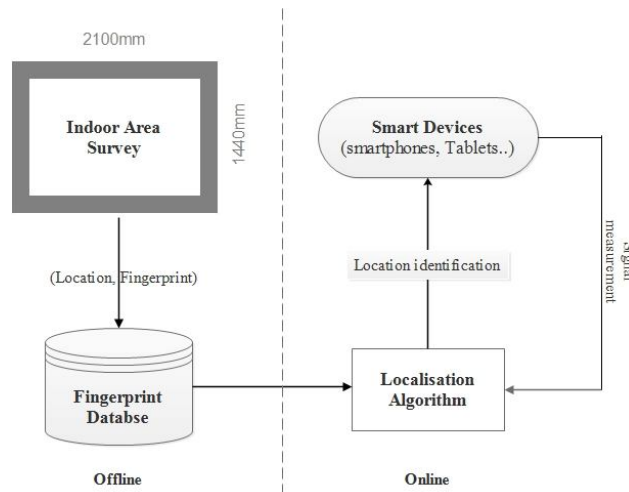 2100mm
Indoor Area
Survey
1440mm
(Location, Fingerprint)
Fingerprint
Databse
Offline
Smart Devices
(smartphones, Tablets..)
Location identification
Signal
measurement
Localisation
Algorithm
Online